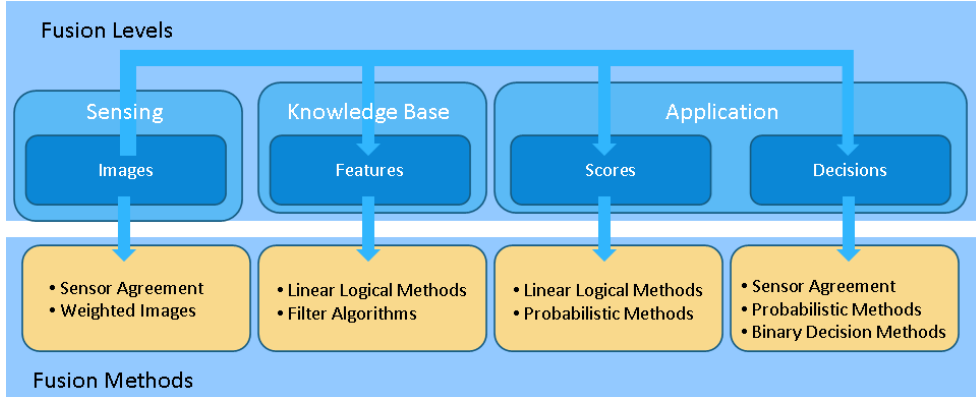 Fusion Levels
Sensing
Knowledge Base
Application
Images
Features
Scores
Decisions
• Sensor Agreement
• Weighted Images
• Linear Logical Methods
• Filter Algorithms
• Linear Logical Methods
• Probabilistic Methods
• Sensor Agreement
• Probabilistic Methods
• Binary Decision Methods
Fusion Methods